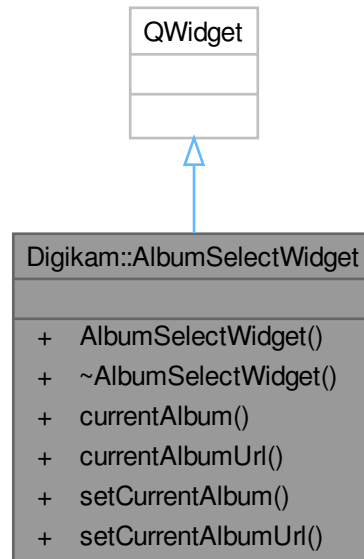 QWidget
Digikam::AlbumSelectWidget
+ AlbumSelectWidget()
+ ~AlbumSelectWidget()
+ currentAlbum()
+ currentAlbumUrl()
+ setCurrentAlbum()
+ setCurrentAlbumUrl()